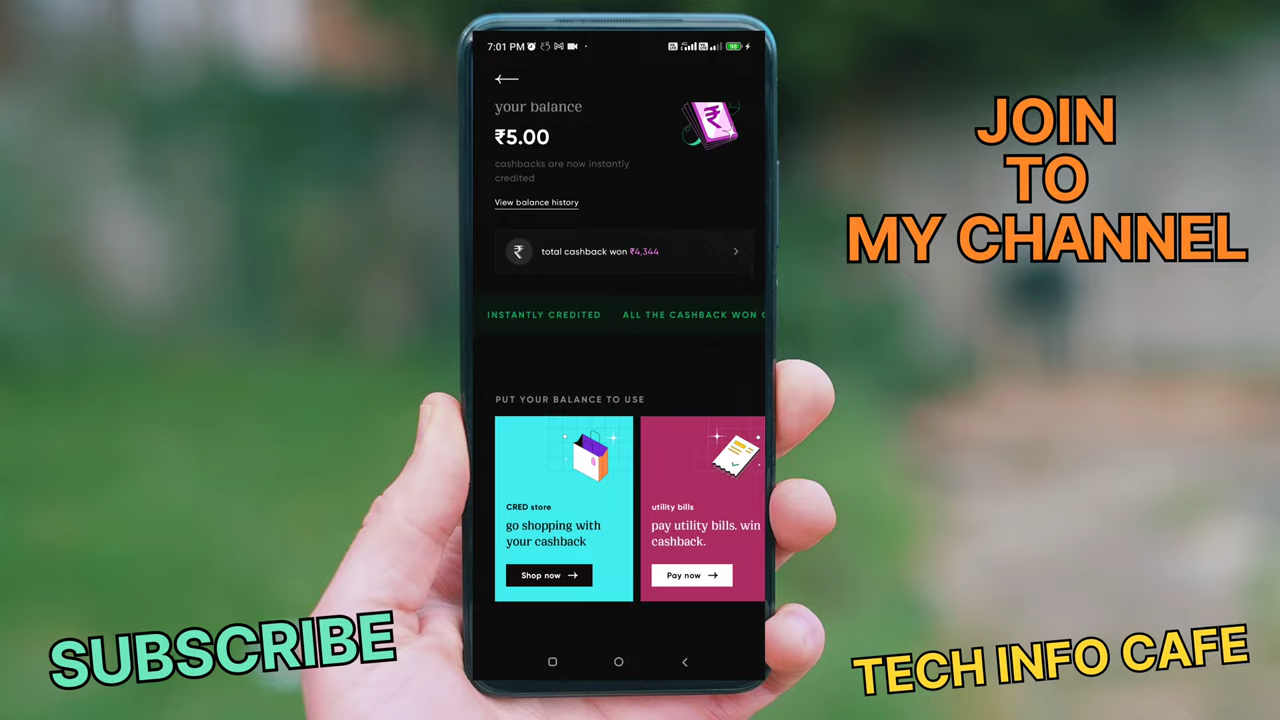 7:01 PM
98
your balance
₹5.00
cashbacks are now instantly
credited
View balance history
₹ total cashback won ₹4,344
INSTANTLY CREDITED ALL THE CASHBACK WON
PUT YOUR BALANCE TO USE
CRED store
go shopping with
your cashback
Shop now
utility bills
pay utility bills. win
cashback.
Pay now
JOIN
TO
MY CHANNEL
SUBSCRIBE
TECH INFO CAFE